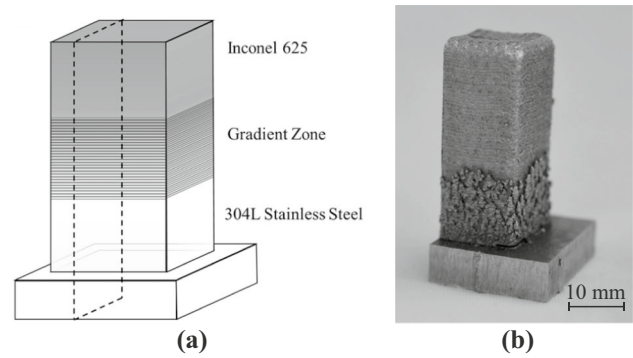 Inconel 625
Gradient Zone
304L Stainless Steel
10 mm
(a)
(b)